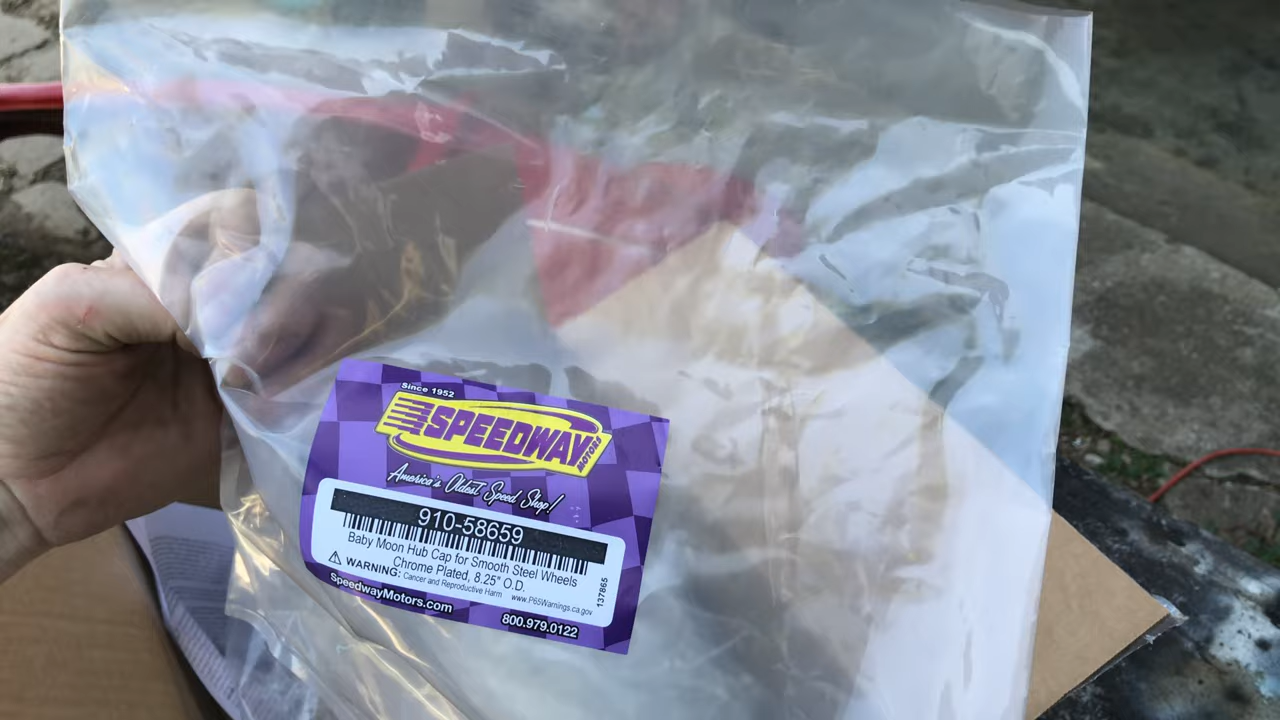 Since 1952
SPEEDWAY
MOTORS
America's Oldest Speed Shop!
910-58659
Baby Moon Hub Cap for Smooth Steel Wheels
Chrome Plated, 8.25" O.D.
⚠ WARNING: Cancer and Reproductive Harm www.P65Warnings.ca.gov
137865
SpeedwayMotors.com
800.979.0122